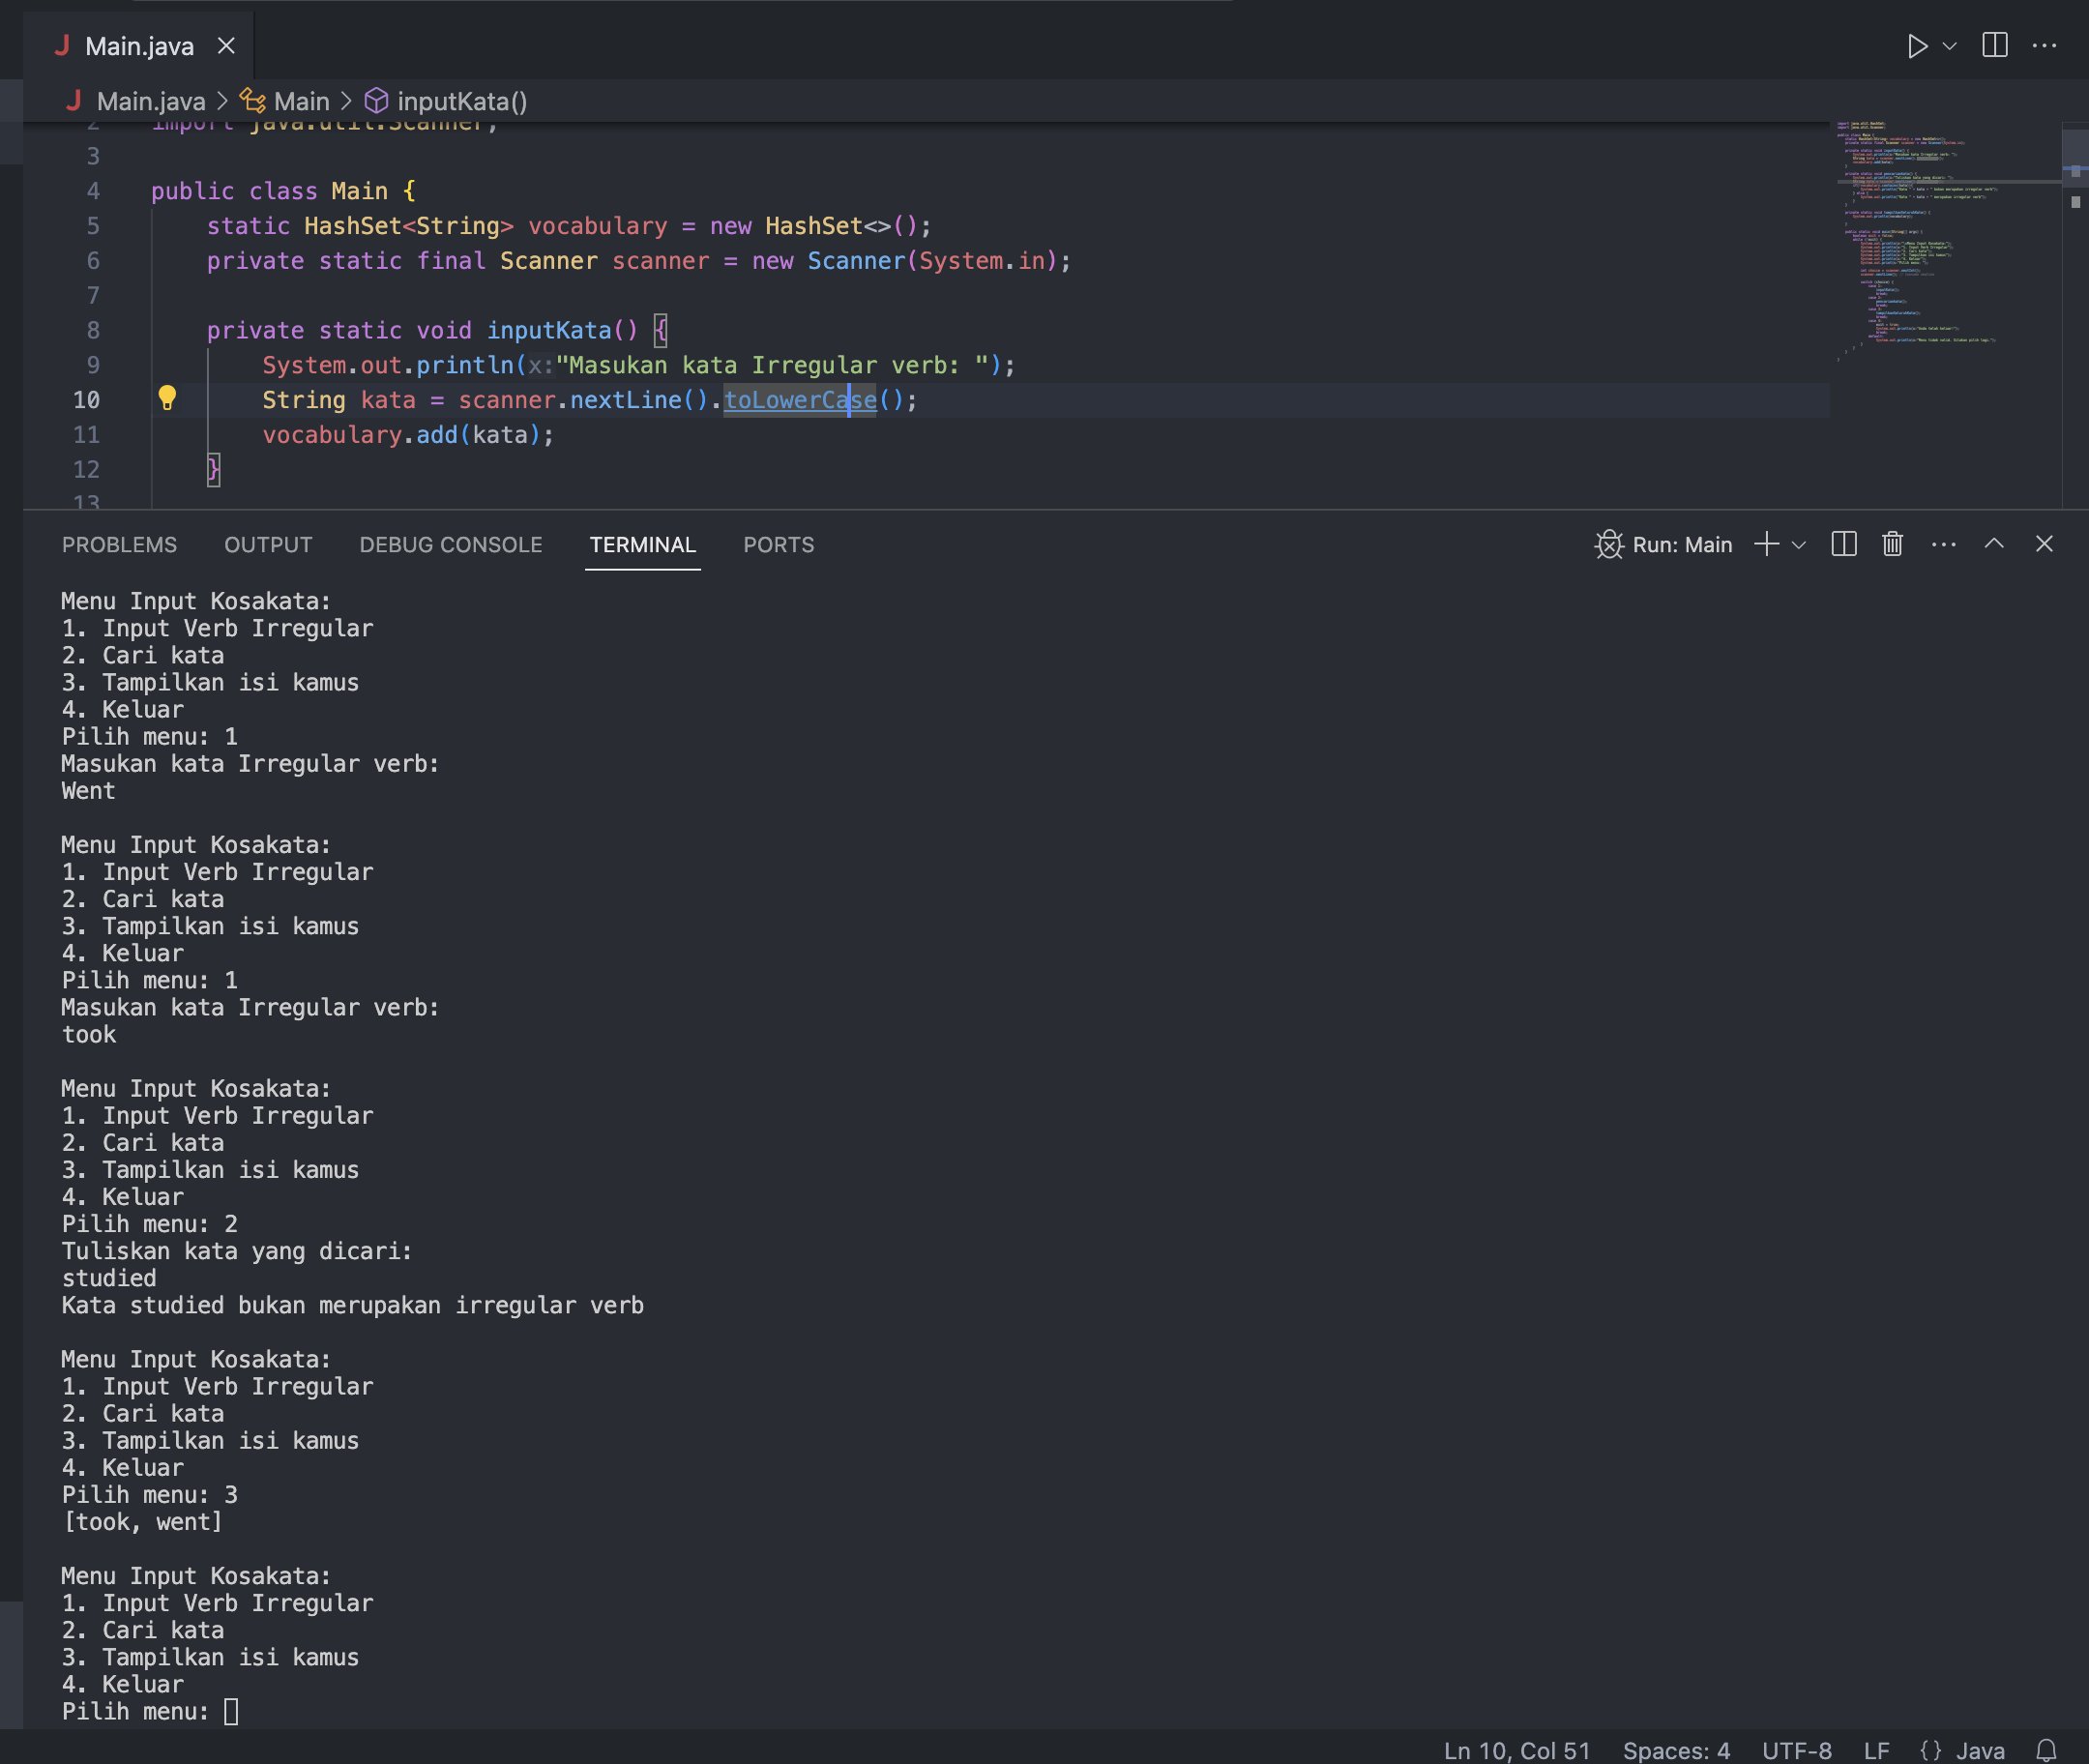 Main.java
Main.java > Main > inputKata()
2 import java.util.Scanner;
3
4 public class Main {
5 static HashSet<String> vocabulary = new HashSet<>();
6 private static final Scanner scanner = new Scanner(System.in);
7
8 private static void inputKata() {
9 System.out.println(x:"Masukan kata Irregular verb: ");
10 String kata = scanner.nextLine().toLowerCase();
11 vocabulary.add(kata);
12 }
13
PROBLEMS OUTPUT DEBUG CONSOLE TERMINAL PORTS Run: Main
Menu Input Kosakata:
1. Input Verb Irregular
2. Cari kata
3. Tampilkan isi kamus
4. Keluar
Pilih menu: 1
Masukan kata Irregular verb:
Went
Menu Input Kosakata:
1. Input Verb Irregular
2. Cari kata
3. Tampilkan isi kamus
4. Keluar
Pilih menu: 1
Masukan kata Irregular verb:
took
Menu Input Kosakata:
1. Input Verb Irregular
2. Cari kata
3. Tampilkan isi kamus
4. Keluar
Pilih menu: 2
Tuliskan kata yang dicari:
studied
Kata studied bukan merupakan irregular verb
Menu Input Kosakata:
1. Input Verb Irregular
2. Cari kata
3. Tampilkan isi kamus
4. Keluar
Pilih menu: 3
[took, went]
Menu Input Kosakata:
1. Input Verb Irregular
2. Cari kata
3. Tampilkan isi kamus
4. Keluar
Pilih menu:
Ln 10, Col 51 Spaces: 4 UTF-8 LF {} Java